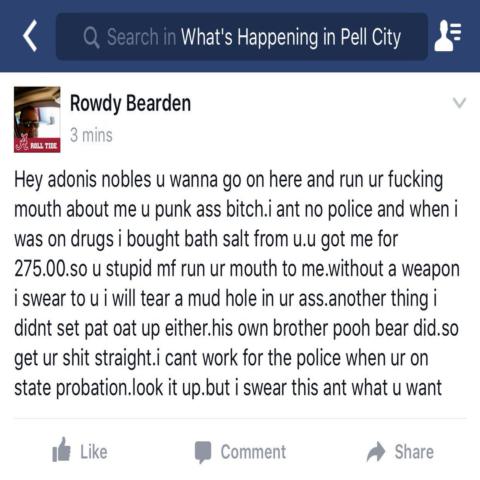 Search in What's Happening in Pell City
Rowdy Bearden
3 mins
ROLL TIDE
Hey adonis nobles u wanna go on here and run ur fucking
mouth about me u punk ass bitch.i ant no police and when i
was on drugs i bought bath salt from u.u got me for
275.00.so u stupid mf run ur mouth to me.without a weapon
i swear to u i will tear a mud hole in ur ass.another thing i
didnt set pat oat up either.his own brother pooh bear did.so
get ur shit straight.i cant work for the police when ur on
state probation.look it up.but i swear this ant what u want
Like Comment Share